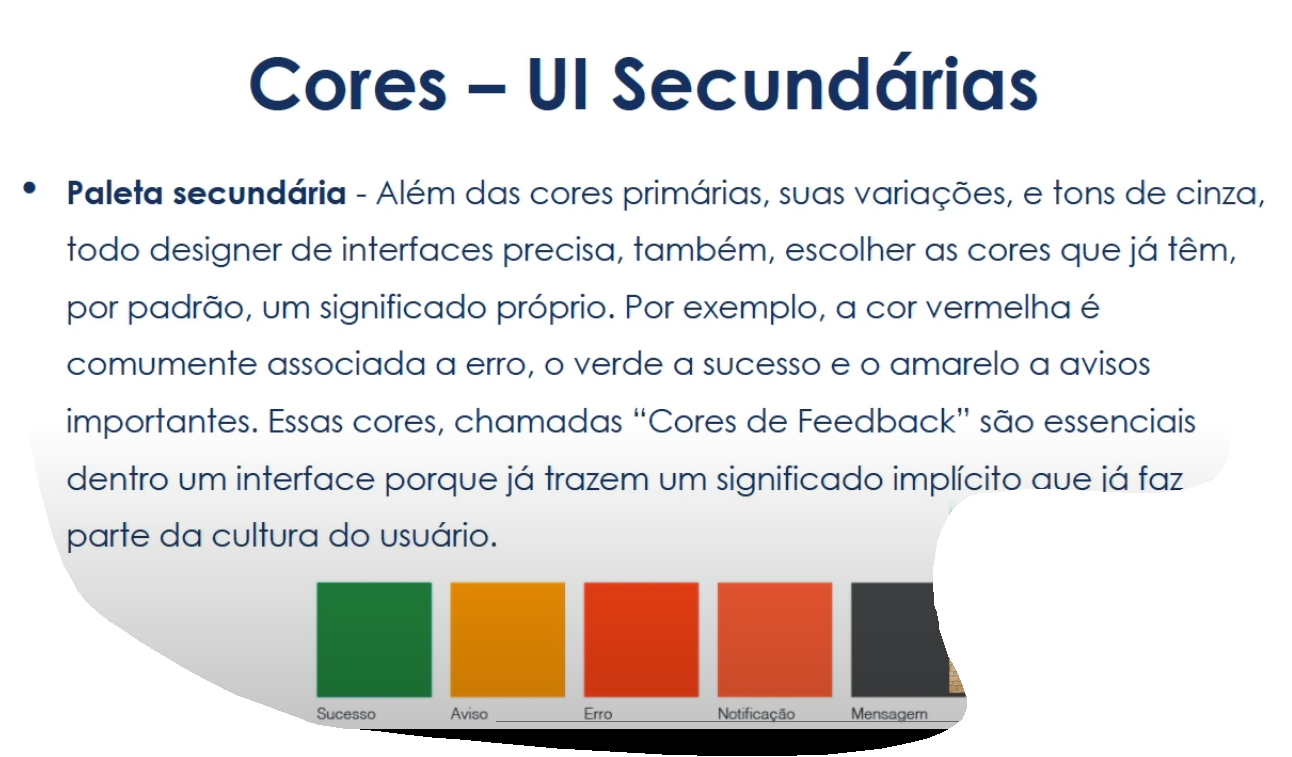 Cores – UI Secundárias
• Paleta secundária - Além das cores primárias, suas variações, e tons de cinza,
todo designer de interfaces precisa, também, escolher as cores que já têm,
por padrão, um significado próprio. Por exemplo, a cor vermelha é
comumente associada a erro, o verde a sucesso e o amarelo a avisos
importantes. Essas cores, chamadas “Cores de Feedback” são essenciais
dentro um interface porque já trazem um significado implícito que já faz
parte da cultura do usuário.
Sucesso Aviso Erro Notificação Mensagem